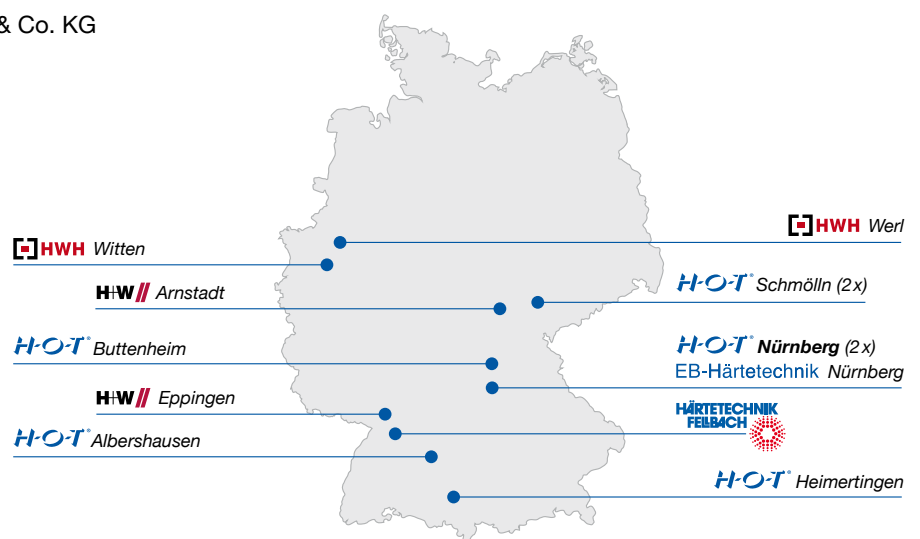 & Co. KG
HWH Werl
HWH Witten
H-O-T® Schmölln (2x)
H+W Arnstadt
H-O-T® Buttenheim
H-O-T® Nürnberg (2x)
EB-Härtetechnik Nürnberg
H+W Eppingen
HÄRTETECHNIK
FELLBACH
H-O-T® Albershausen
H-O-T® Heimertingen